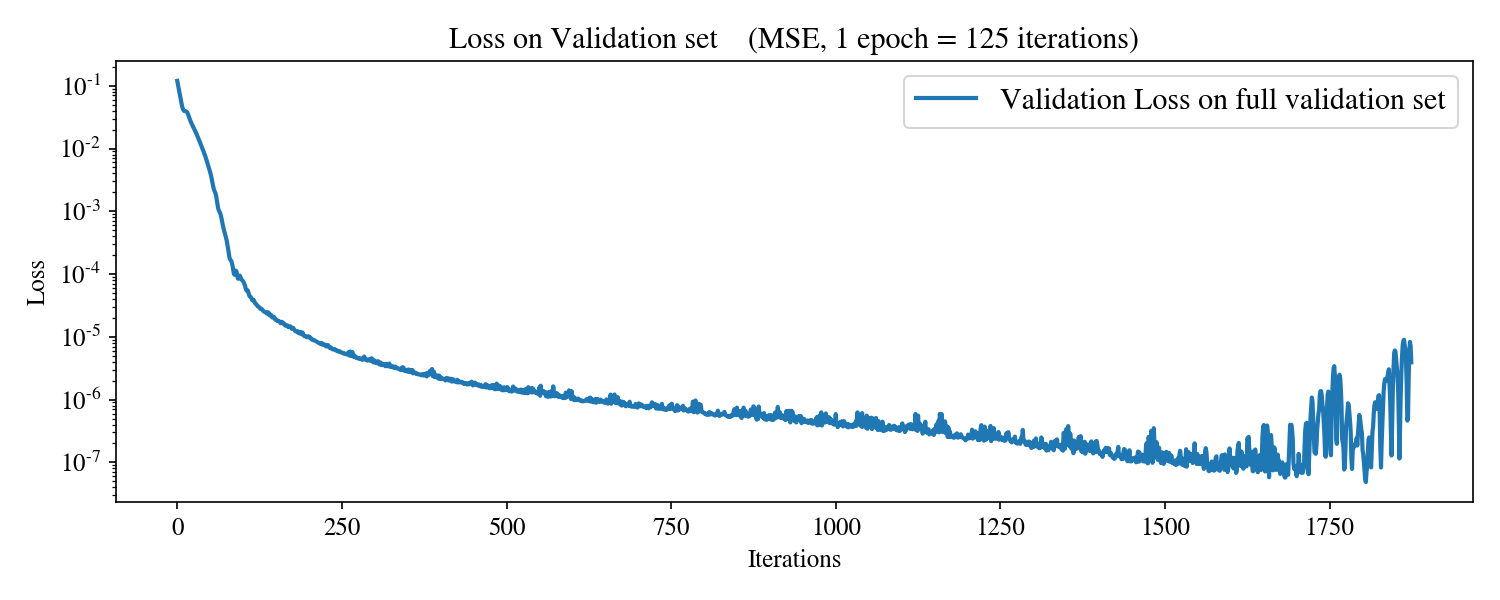 Loss on Validation set (MSE, 1 epoch = 125 iterations)
Validation Loss on full validation set
10^-1
10^-2
10^-3
10^-4
10^-5
10^-6
10^-7
Loss
0 250 500 750 1000 1250 1500 1750
Iterations